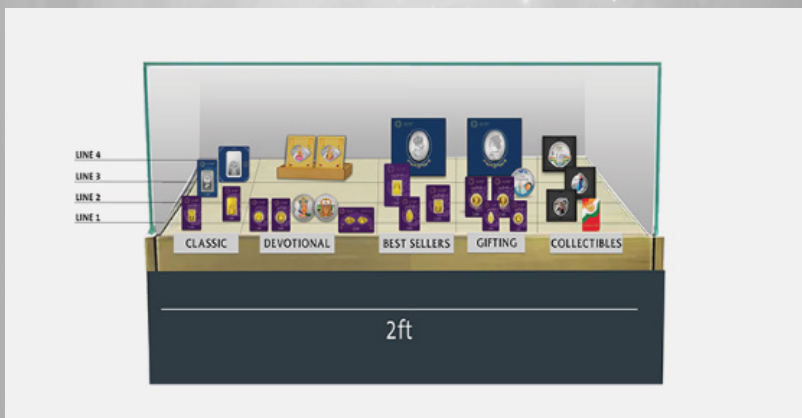 LINE 4
LINE 3
LINE 2
LINE 1
CLASSIC
DEVOTIONAL
BEST SELLERS
GIFTING
COLLECTIBLES
2ft